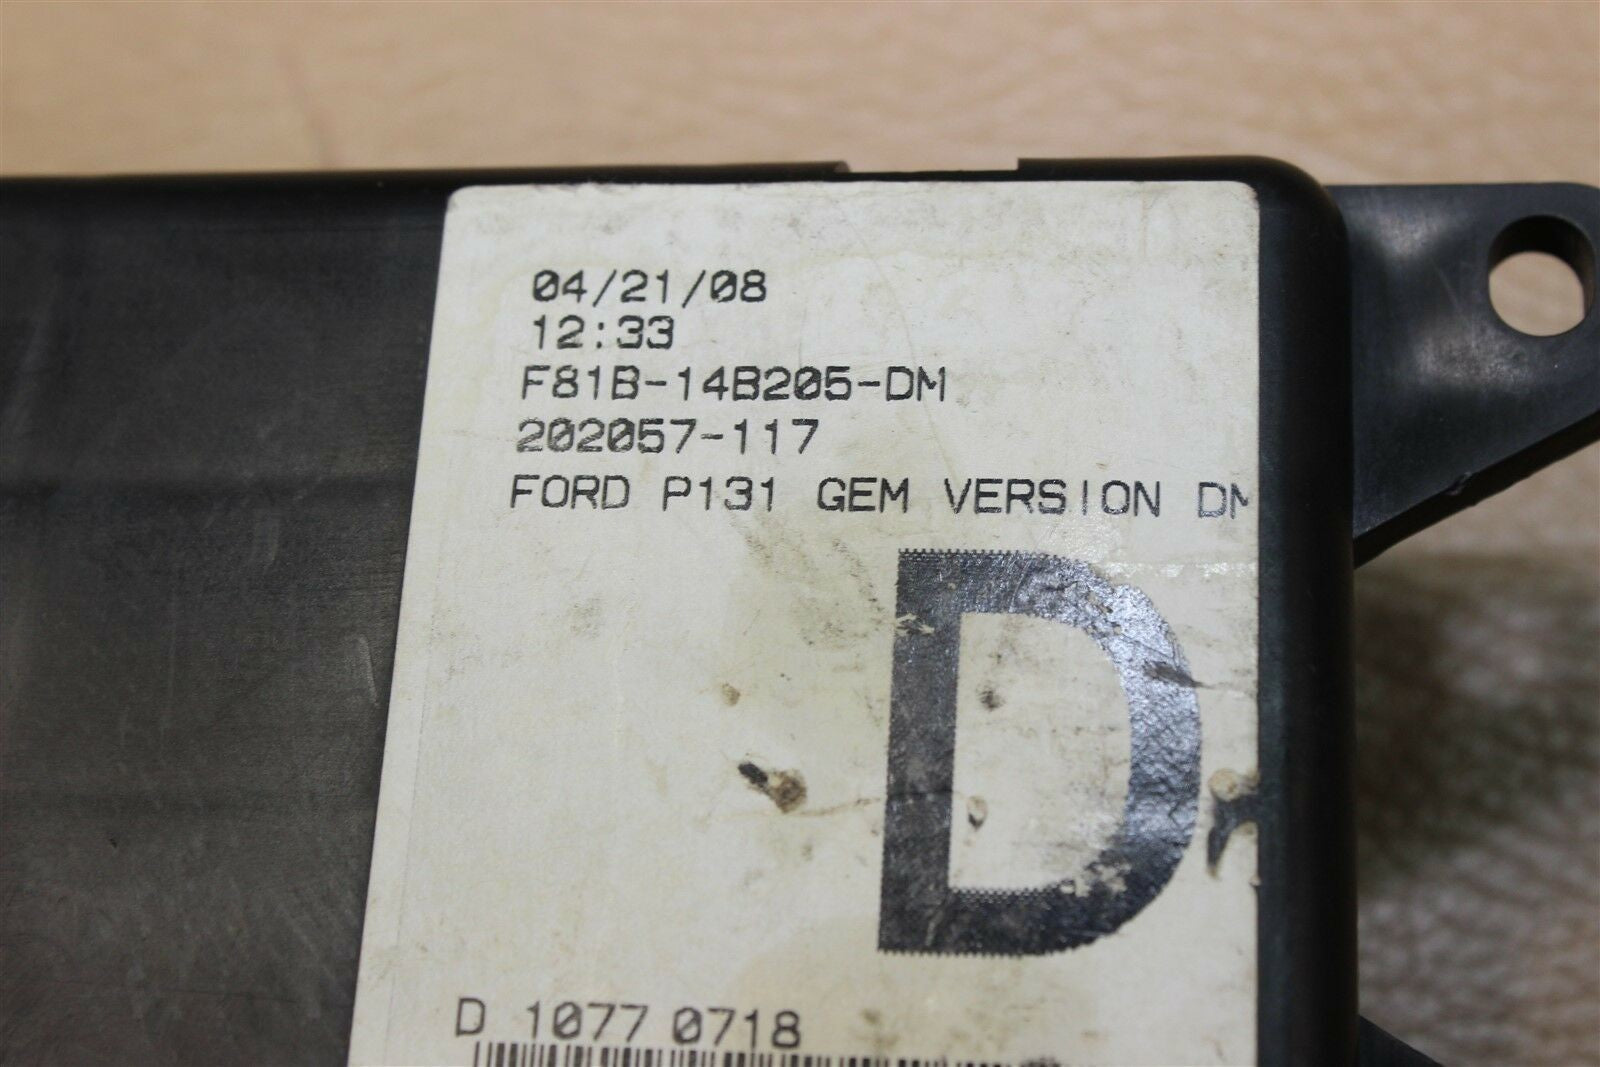 04/21/08
12:33
F81B-14B205-DM
202057-117
FORD P131 GEM VERSION DM
D
D 1077 0718